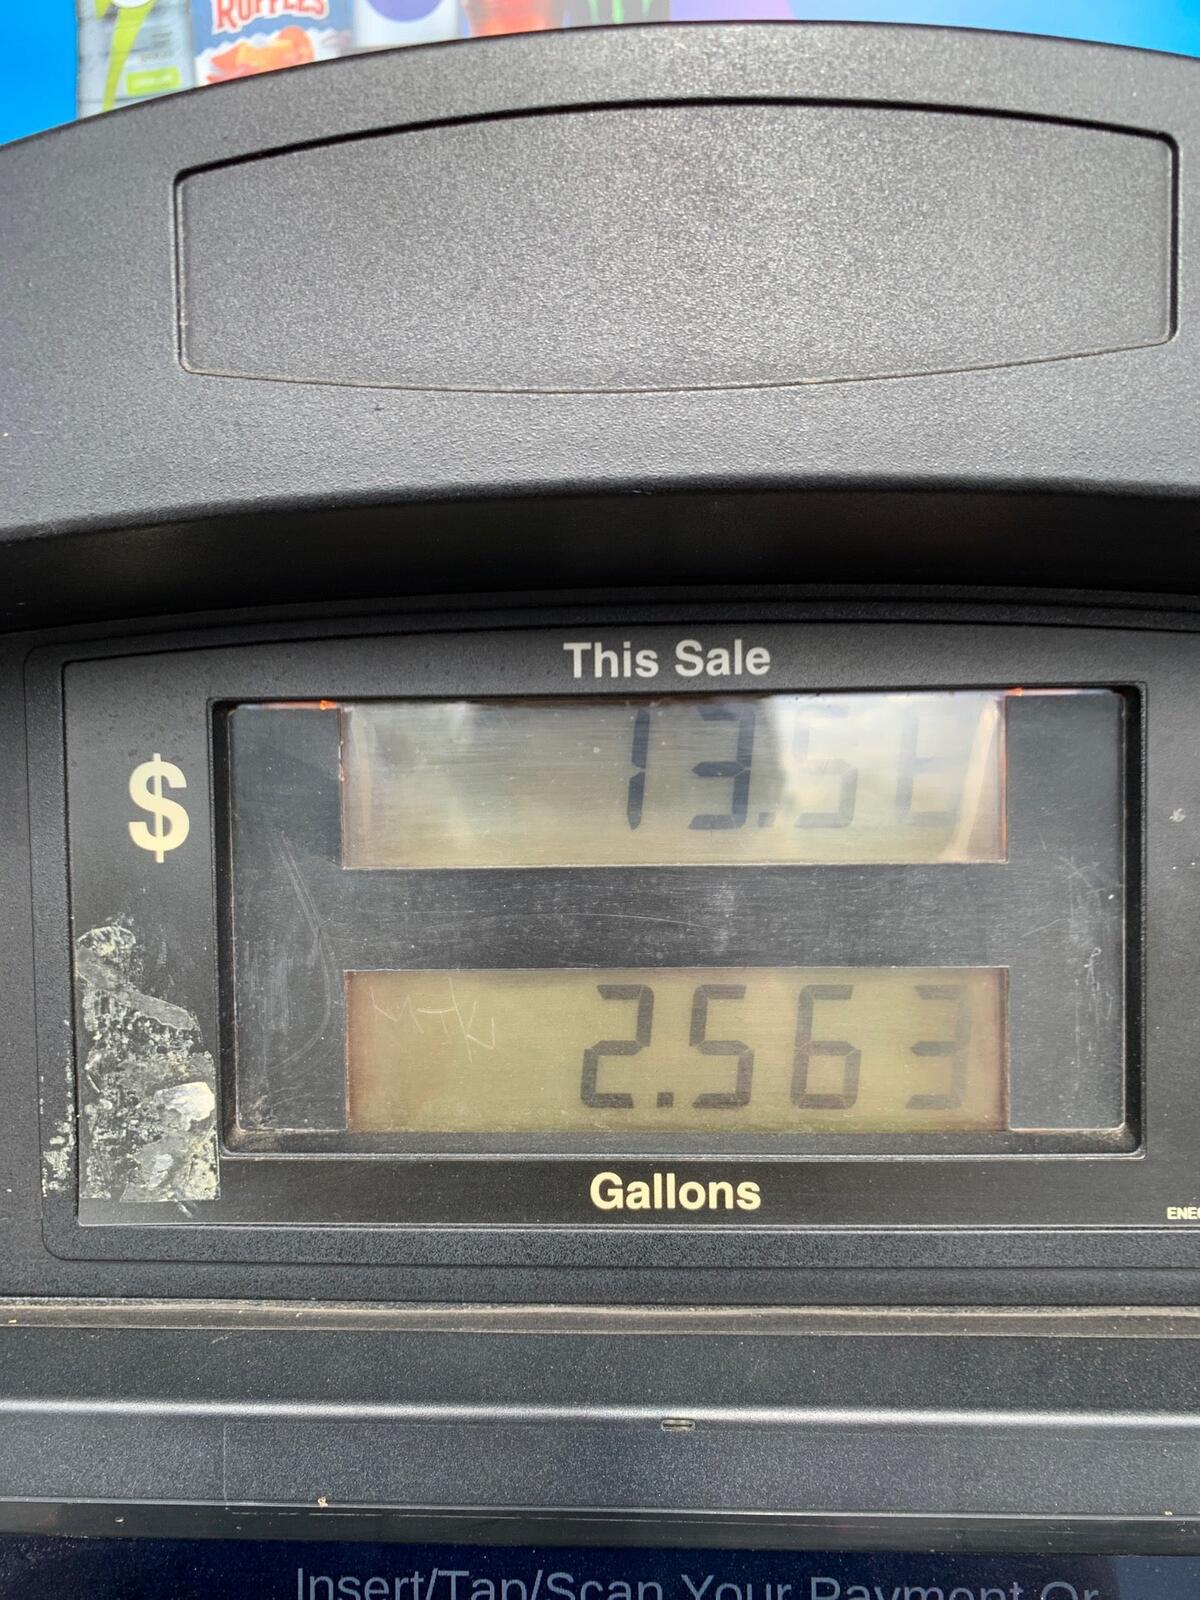 RUFFLES
This Sale
$
2.563
Gallons
Insert/Tap/Scan Your Payment Or